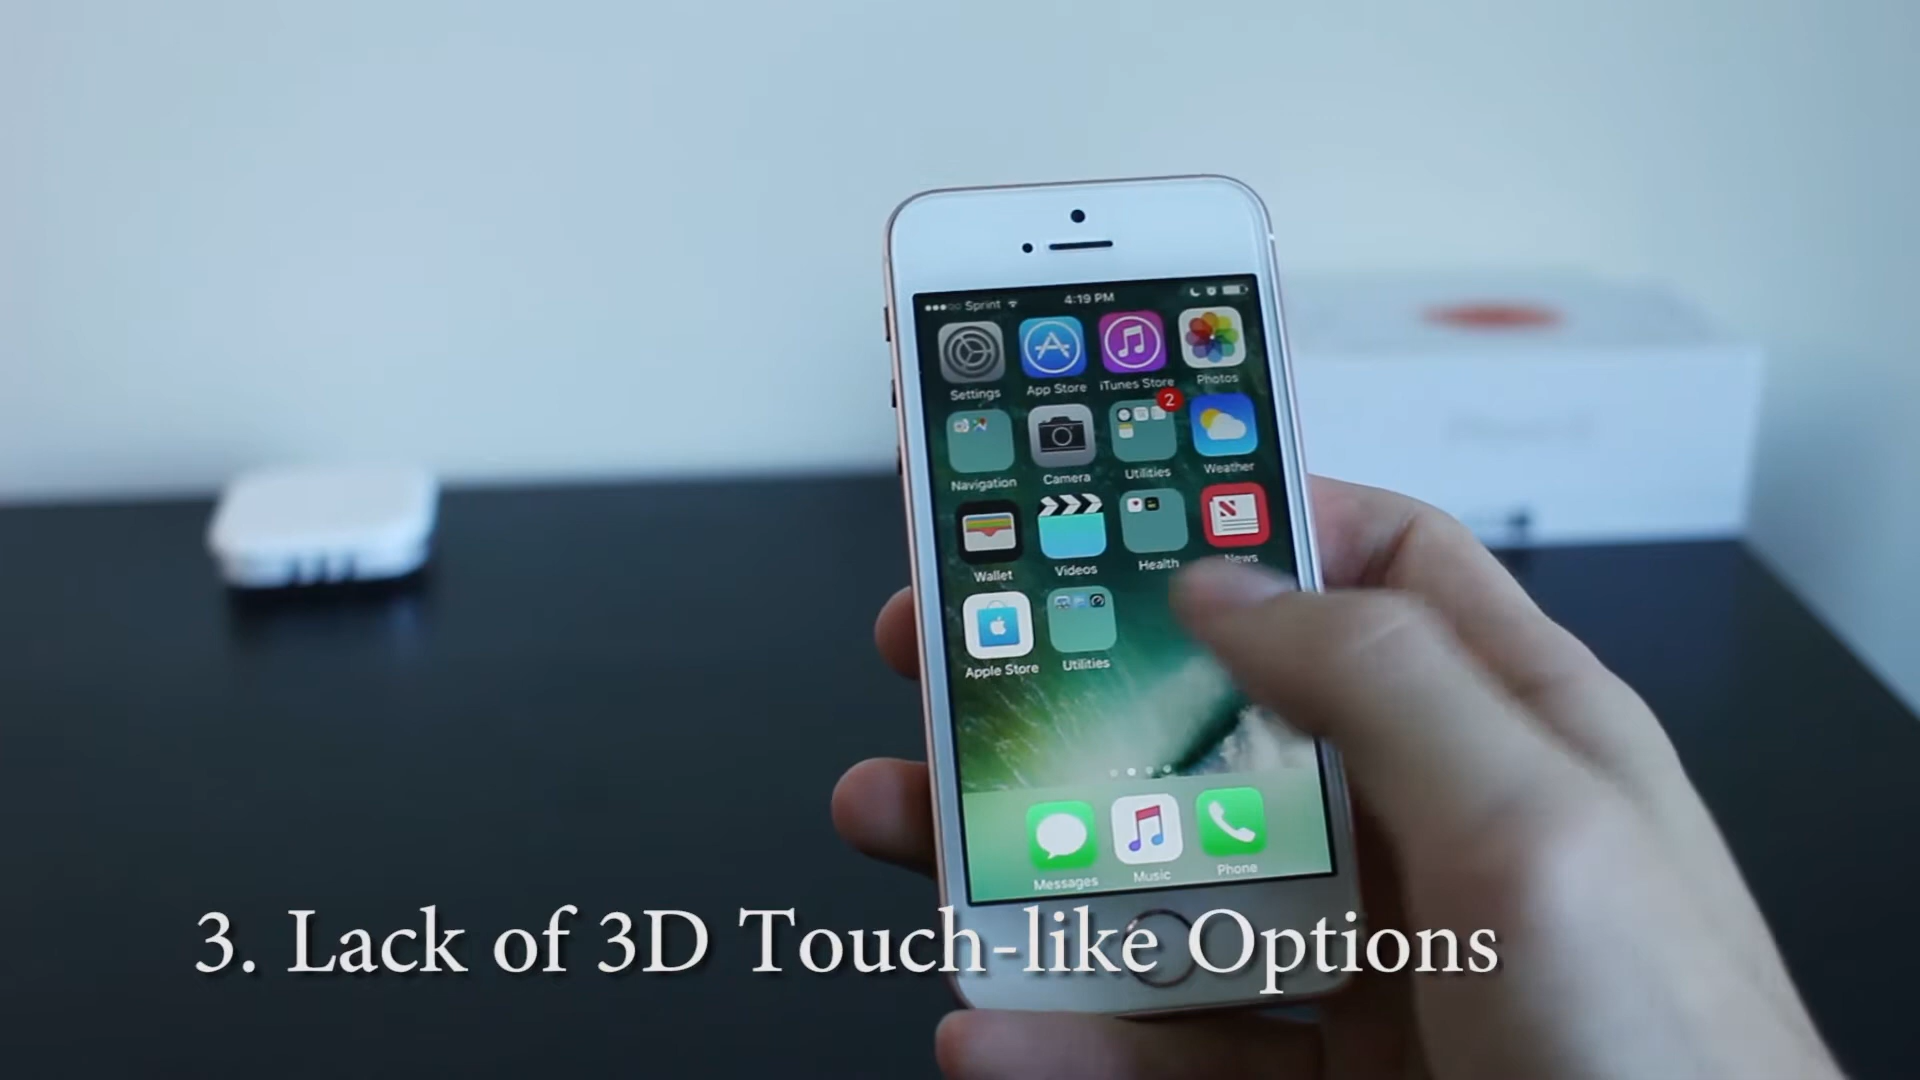 Sprint 4:19 PM
Settings App Store iTunes Store Photos
2
Navigation Camera Utilities Weather
Wallet Videos Health News
Apple Store Utilities
Messages Music Phone
3. Lack of 3D Touch-like Options